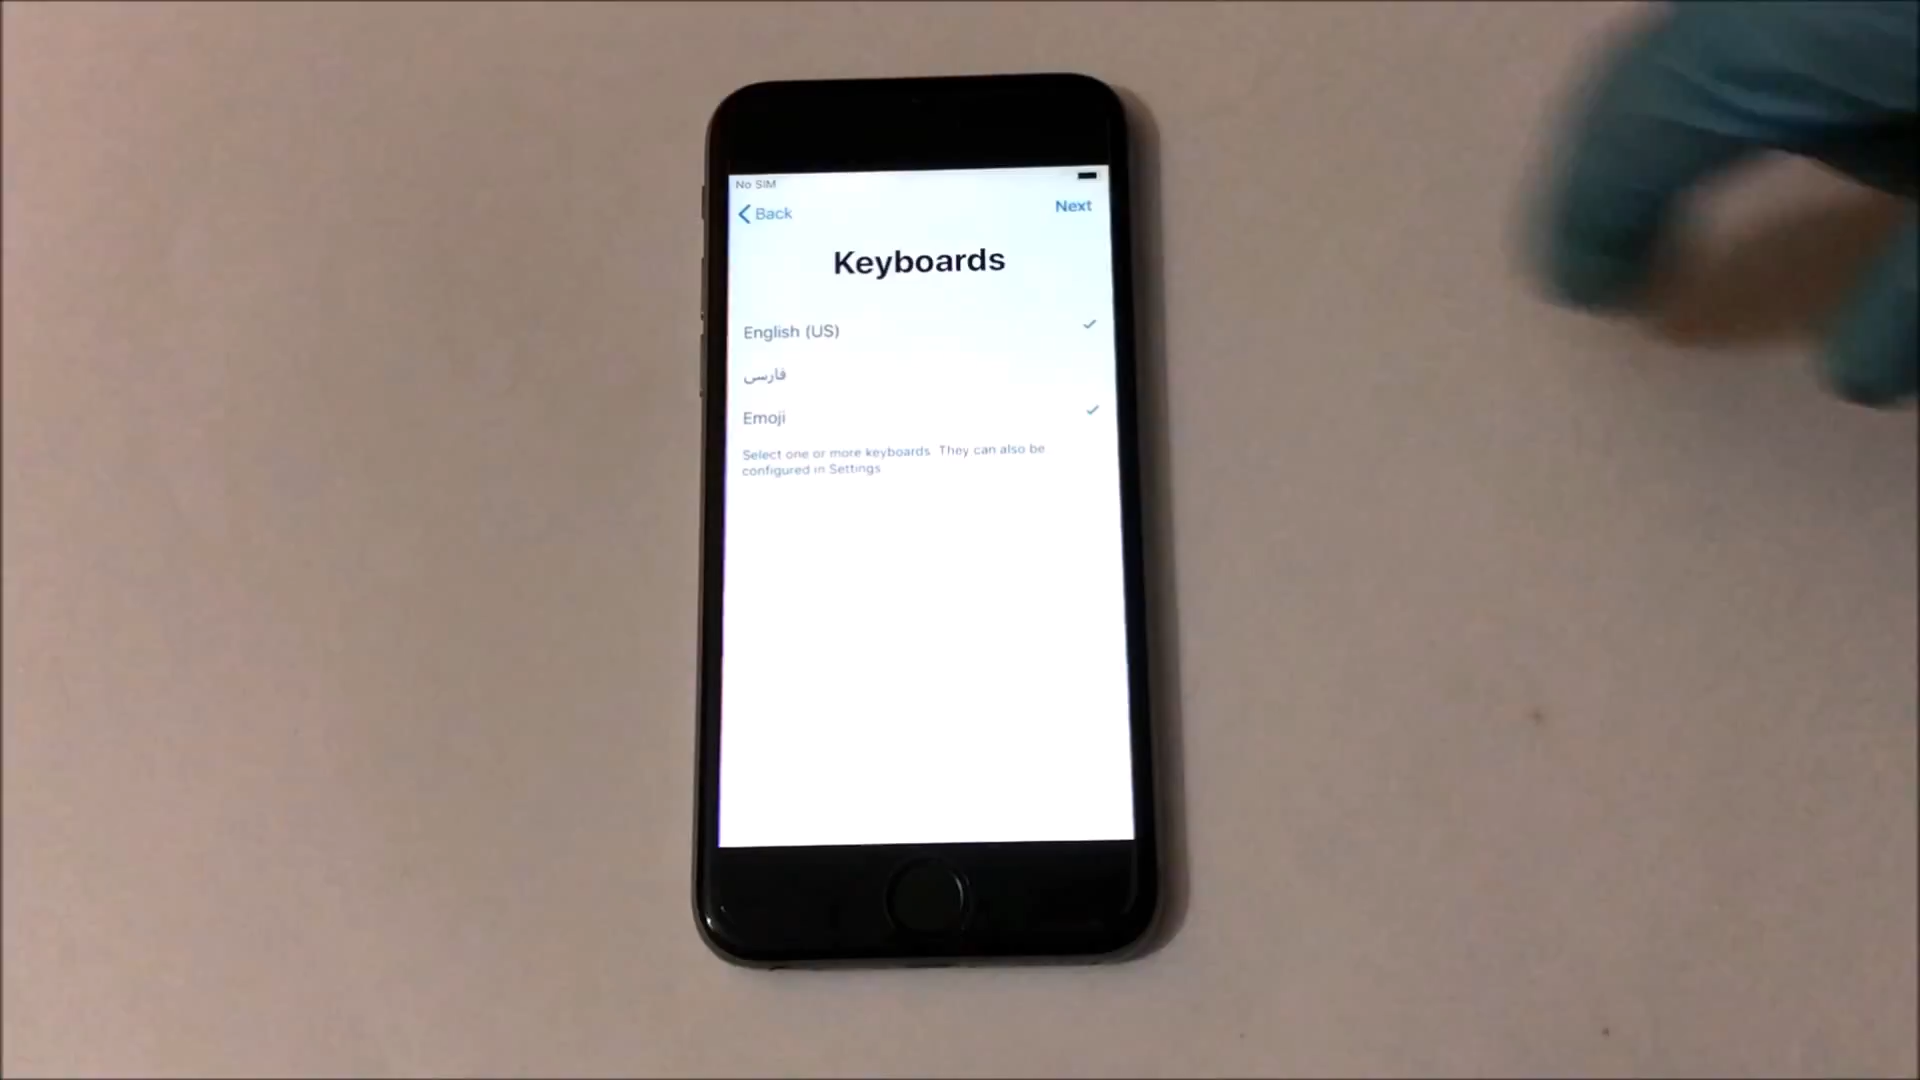 No SIM
Back
Next
Keyboards
English (US)
فارسی
Emoji
Select one or more keyboards They can also be
configured in Settings